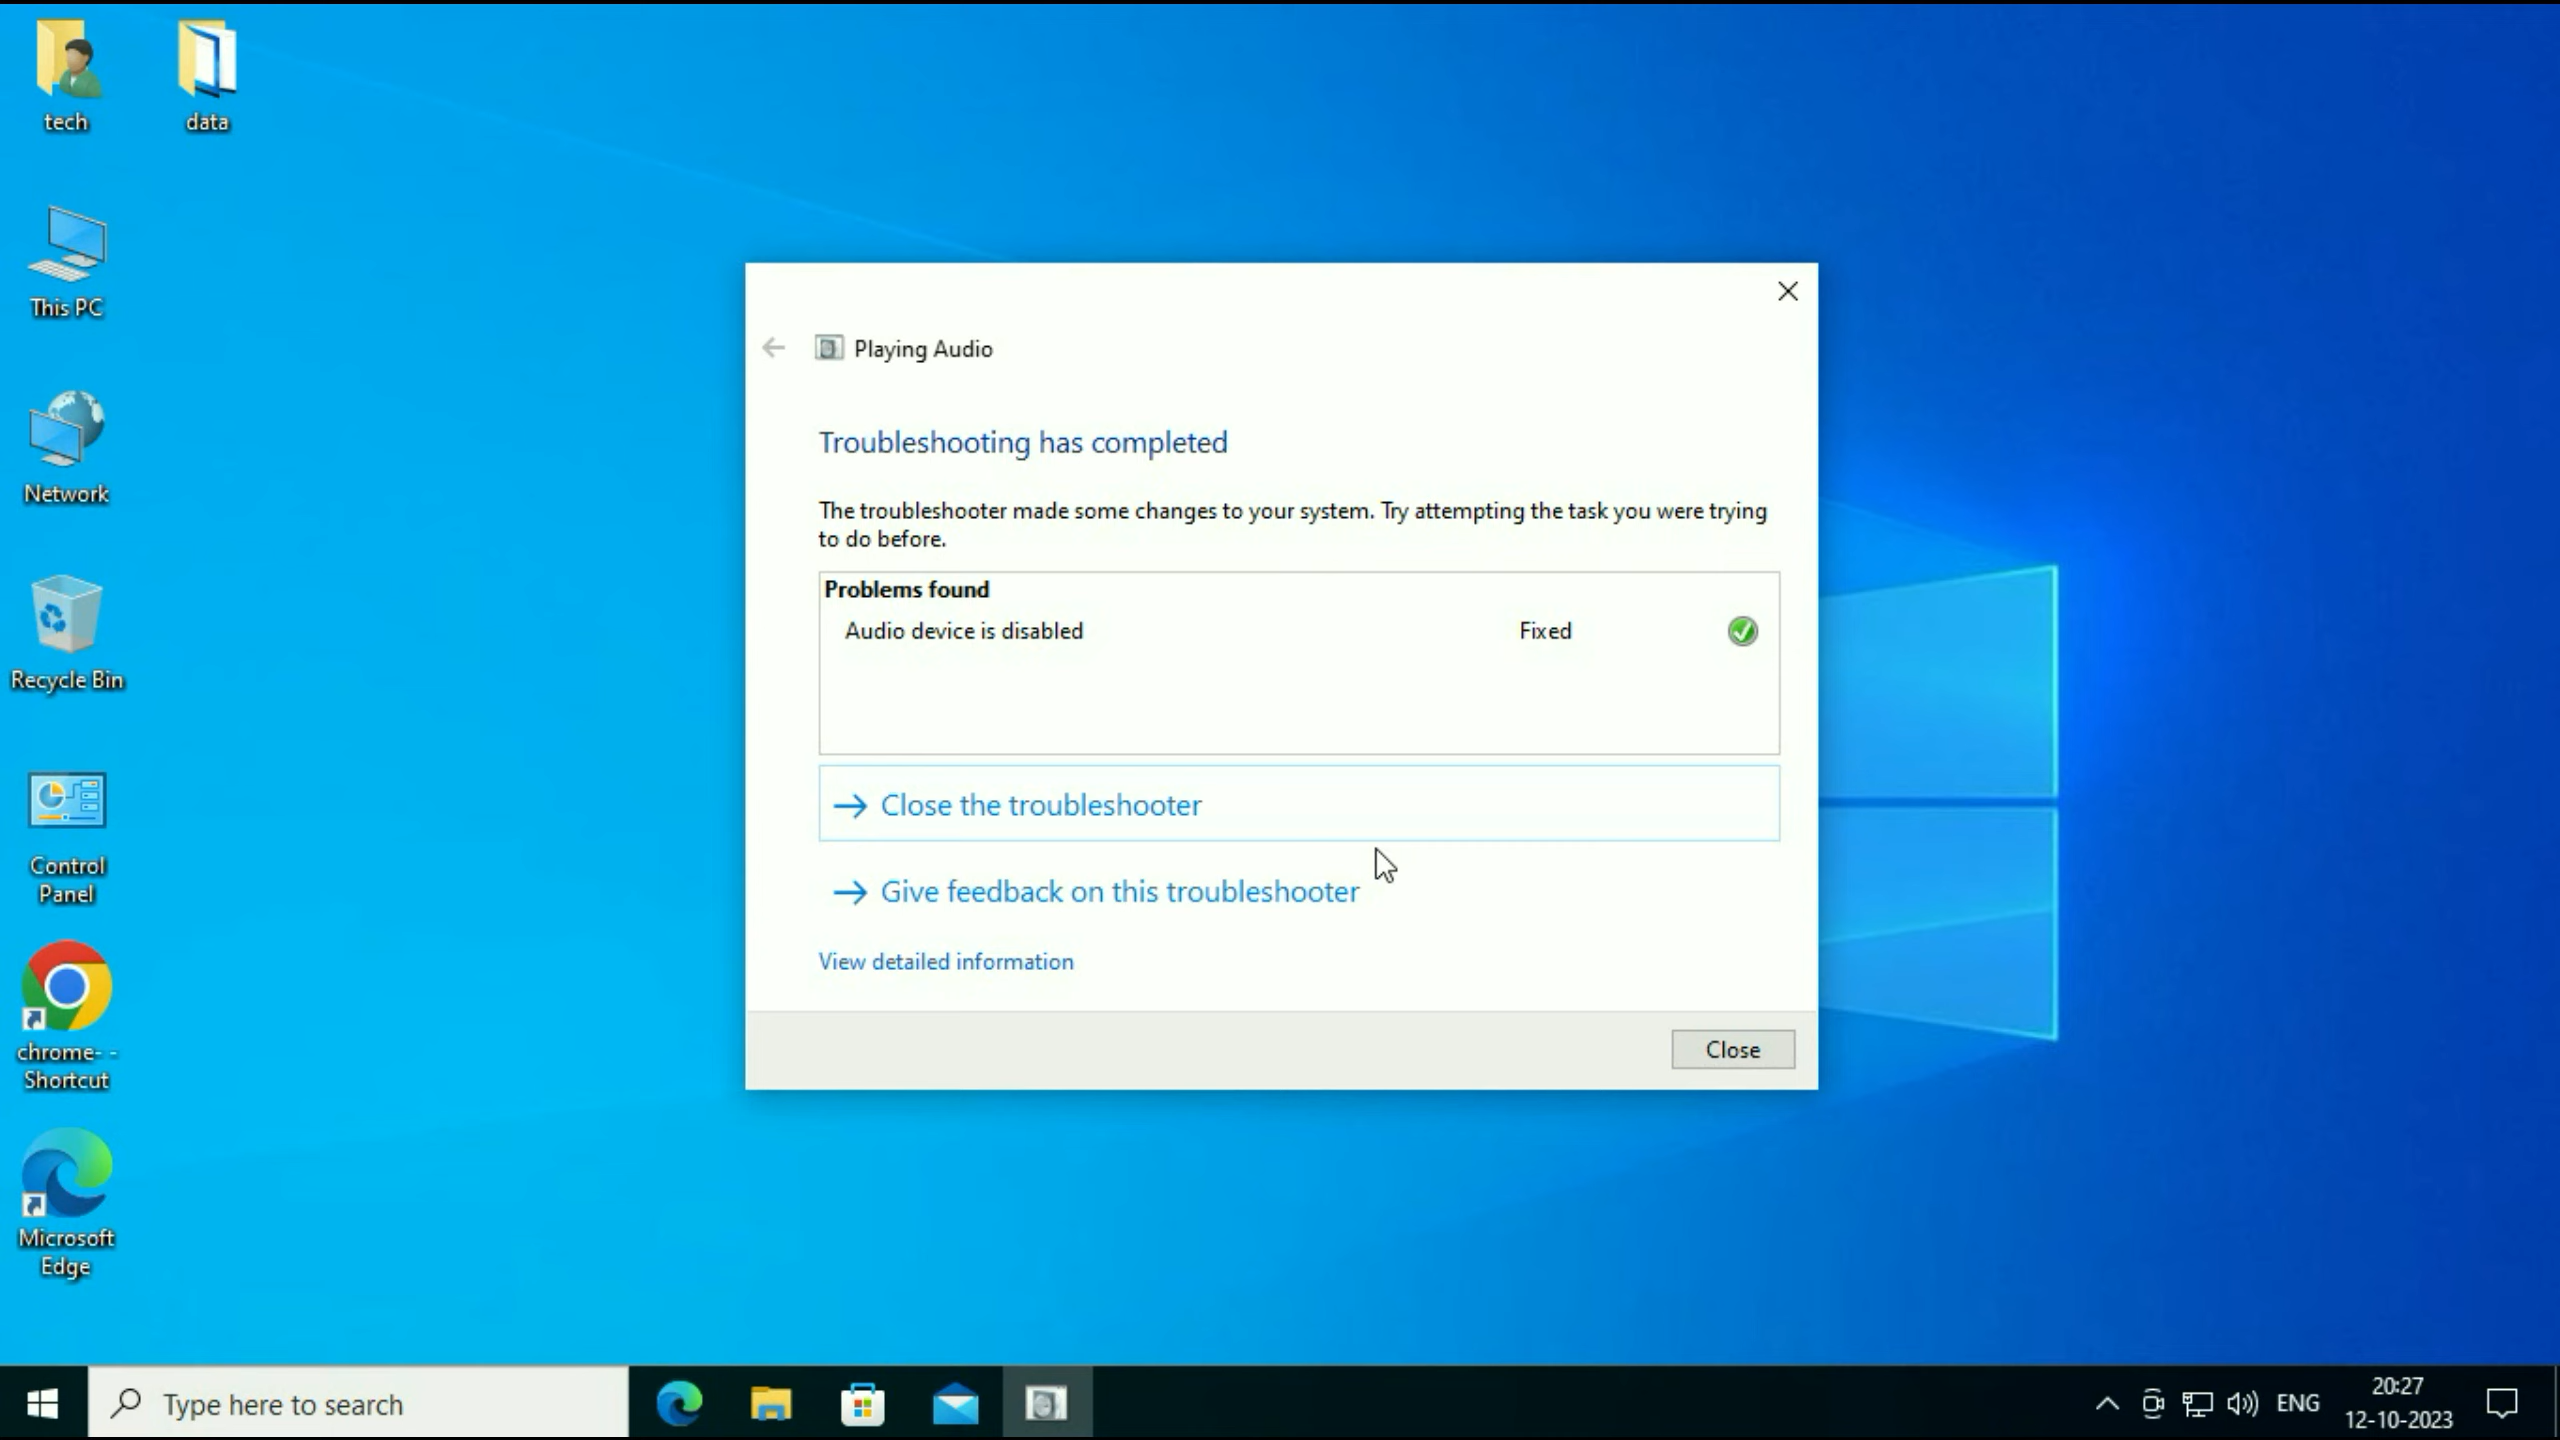 tech
data
This PC
Network
Recycle Bin
Control
Panel
chrome- -
Shortcut
Microsoft
Edge
Playing Audio
Troubleshooting has completed
The troubleshooter made some changes to your system. Try attempting the task you were trying
to do before.
Problems found
Audio device is disabled Fixed
Close the troubleshooter
Give feedback on this troubleshooter
View detailed information
Close
Type here to search
ENG
20:27
12-10-2023